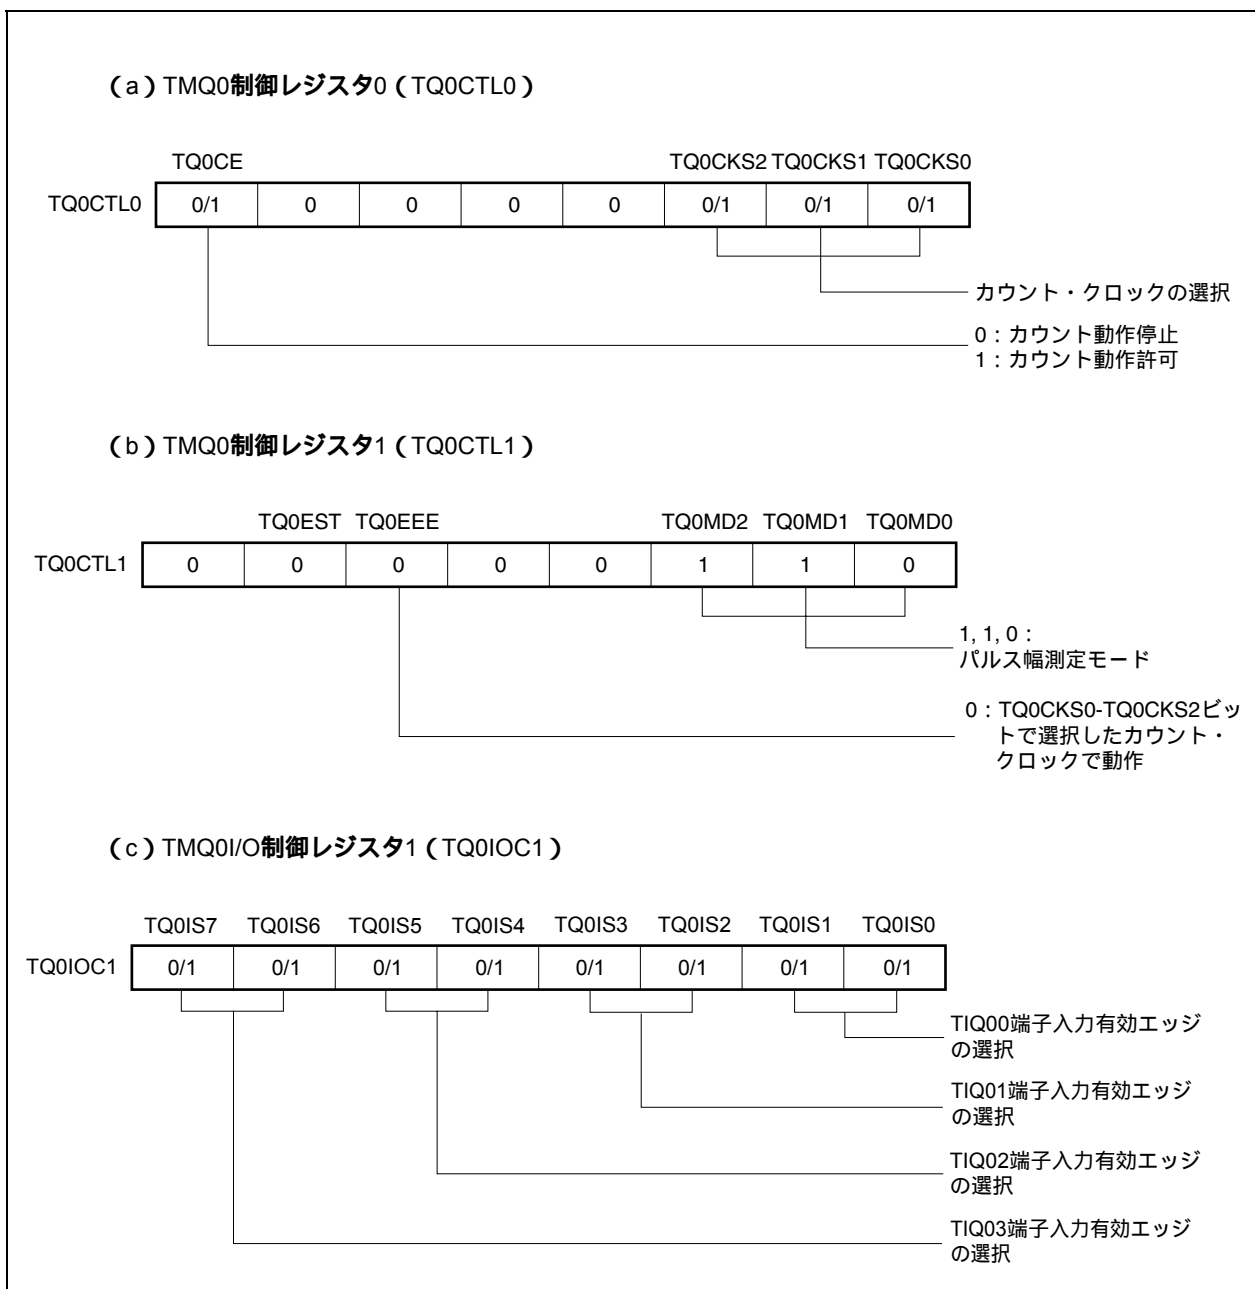 （a）TMQ0制御レジスタ0（TQ0CTL0）
TQ0CE TQ0CKS2 TQ0CKS1 TQ0CKS0
TQ0CTL0 0/1 0 0 0 0 0/1 0/1 0/1
カウント・クロックの選択
0：カウント動作停止
1：カウント動作許可
（b）TMQ0制御レジスタ1（TQ0CTL1）
TQ0EST TQ0EEE TQ0MD2 TQ0MD1 TQ0MD0
TQ0CTL1 0 0 0 0 0 1 1 0
1, 1, 0：
パルス幅測定モード
0：TQ0CKS0-TQ0CKS2ビッ
トで選択したカウント・
クロックで動作
（c）TMQ0I/O制御レジスタ1（TQ0IOC1）
TQ0IS7 TQ0IS6 TQ0IS5 TQ0IS4 TQ0IS3 TQ0IS2 TQ0IS1 TQ0IS0
TQ0IOC1 0/1 0/1 0/1 0/1 0/1 0/1 0/1 0/1
TIQ00端子入力有効エッジ
の選択
TIQ01端子入力有効エッジ
の選択
TIQ02端子入力有効エッジ
の選択
TIQ03端子入力有効エッジ
の選択